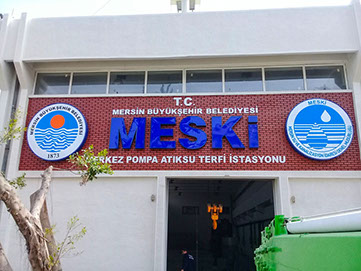 T.C.
MERSİN BÜYÜKŞEHİR BELEDİYESİ
MESKİ
MERKEZ POMPA ATIKSU TERFİ İSTASYONU
MERSİN BÜYÜKŞEHİR BELEDİYESİ
1873
MESKİ